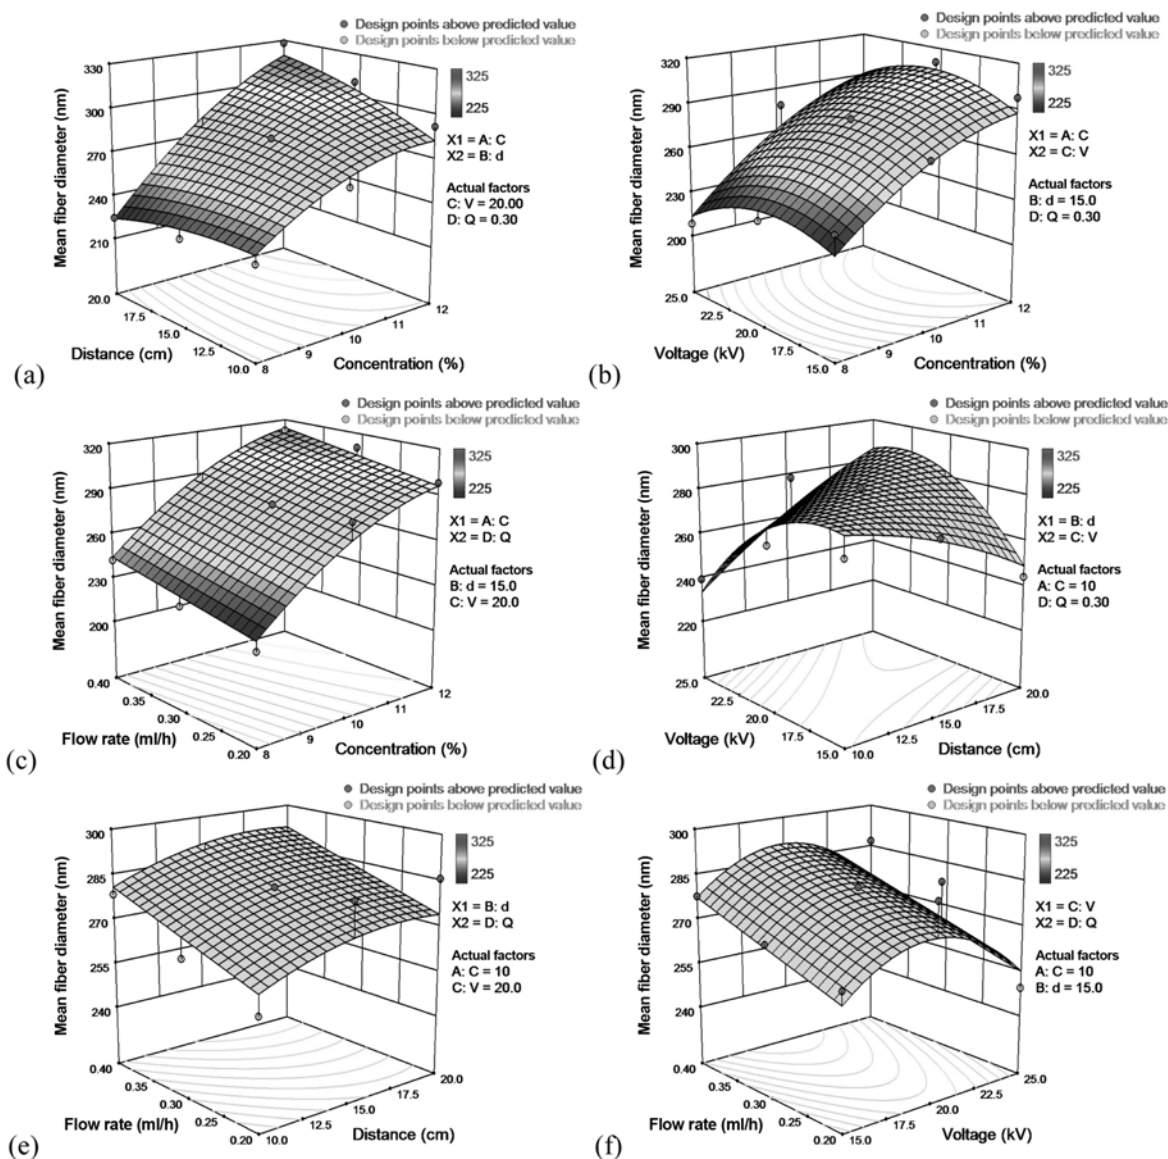 Design points above predicted value
Design points below predicted value
330
300
270
240
210
Mean fiber diameter (nm)
325
225
X1 = A: C
X2 = B: d
Actual factors
C: V = 20.00
D: Q = 0.30
20.0
17.5
15.0
12.5
10.0
Distance (cm)
8
9
10
11
12
Concentration (%)
(a)
Design points above predicted value
Design points below predicted value
320
290
260
230
200
Mean fiber diameter (nm)
325
225
X1 = A: C
X2 = C: V
Actual factors
B: d = 15.0
D: Q = 0.30
25.0
22.5
20.0
17.5
15.0
Voltage (kV)
8
9
10
11
12
Concentration (%)
(b)
Design points above predicted value
Design points below predicted value
320
290
260
230
200
Mean fiber diameter (nm)
325
225
X1 = A: C
X2 = D: Q
Actual factors
B: d = 15.0
C: V = 20.0
0.40
0.35
0.30
0.25
0.20
Flow rate (ml/h)
8
9
10
11
12
Concentration (%)
(c)
Design points above predicted value
Design points below predicted value
300
280
260
240
220
Mean fiber diameter (nm)
325
225
X1 = B: d
X2 = C: V
Actual factors
A: C = 10
D: Q = 0.30
25.0
22.5
20.0
17.5
15.0
Voltage (kV)
10.0
12.5
15.0
17.5
20.0
Distance (cm)
(d)
Design points above predicted value
Design points below predicted value
300
285
270
255
240
Mean fiber diameter (nm)
325
225
X1 = B: d
X2 = D: Q
Actual factors
A: C = 10
C: V = 20.0
0.40
0.35
0.30
0.25
0.20
Flow rate (ml/h)
10.0
12.5
15.0
17.5
20.0
Distance (cm)
(e)
Design points above predicted value
Design points below predicted value
300
285
270
255
240
Mean fiber diameter (nm)
325
225
X1 = C: V
X2 = D: Q
Actual factors
A: C = 10
B: d = 15.0
0.40
0.35
0.30
0.25
0.20
Flow rate (ml/h)
15.0
17.5
20.0
22.5
25.0
Voltage (kV)
(f)